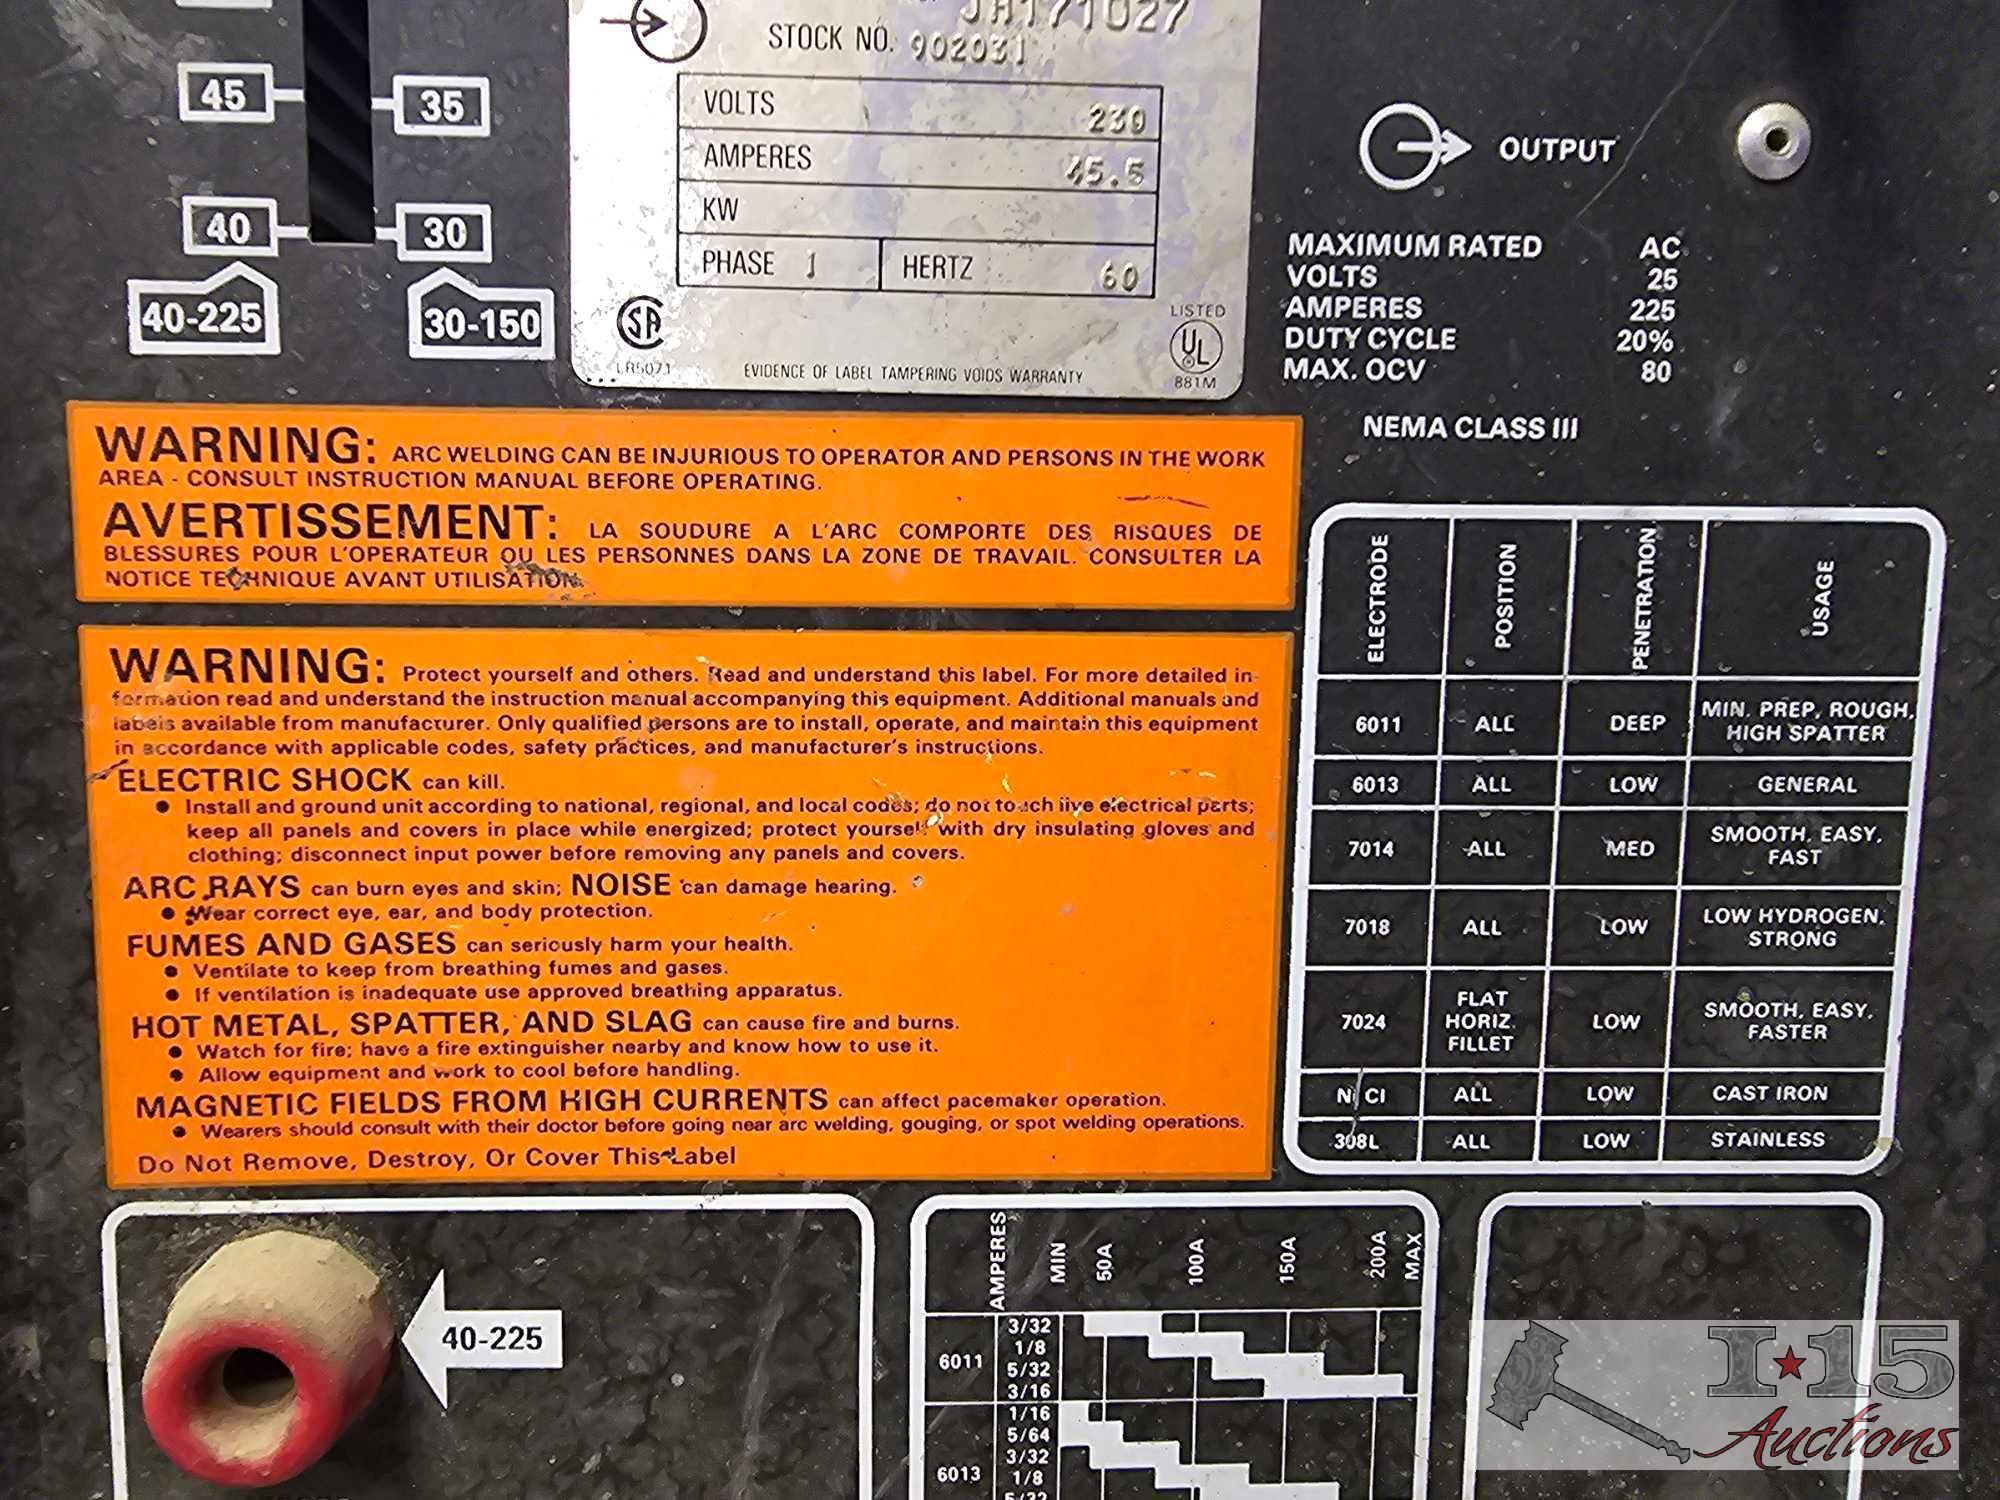 JA171027
STOCK NO. 902031
VOLTS 230
AMPERES 45.5
KW
PHASE 1 HERTZ 60
LR5071
EVIDENCE OF LABEL TAMPERING VOIDS WARRANTY
LISTED
UL
881M
45 35
40 30
40-225 30-150
OUTPUT
MAXIMUM RATED AC
VOLTS 25
AMPERES 225
DUTY CYCLE 20%
MAX. OCV 80
NEMA CLASS III
WARNING: ARC WELDING CAN BE INJURIOUS TO OPERATOR AND PERSONS IN THE WORK
AREA - CONSULT INSTRUCTION MANUAL BEFORE OPERATING.
AVERTISSEMENT: LA SOUDURE A L'ARC COMPORTE DES RISQUES DE
BLESSURES POUR L'OPERATEUR OU LES PERSONNES DANS LA ZONE DE TRAVAIL. CONSULTER LA
NOTICE TECHNIQUE AVANT UTILISATION.
WARNING: Protect yourself and others. Read and understand this label. For more detailed in-
formation read and understand the instruction manual accompanying this equipment. Additional manuals and
labels available from manufacturer. Only qualified persons are to install, operate, and maintain this equipment
in accordance with applicable codes, safety practices, and manufacturer's instructions.
ELECTRIC SHOCK can kill.
● Install and ground unit according to national, regional, and local codes; do not touch live electrical parts;
keep all panels and covers in place while energized; protect yourself with dry insulating gloves and
clothing; disconnect input power before removing any panels and covers.
ARC RAYS can burn eyes and skin; NOISE can damage hearing.
● Wear correct eye, ear, and body protection.
FUMES AND GASES can seriously harm your health.
● Ventilate to keep from breathing fumes and gases.
● If ventilation is inadequate use approved breathing apparatus.
HOT METAL, SPATTER, AND SLAG can cause fire and burns.
● Watch for fire; have a fire extinguisher nearby and know how to use it.
● Allow equipment and work to cool before handling.
MAGNETIC FIELDS FROM HIGH CURRENTS can affect pacemaker operation.
● Wearers should consult with their doctor before going near arc welding, gouging, or spot welding operations.
Do Not Remove, Destroy, Or Cover This Label
ELECTRODE POSITION PENETRATION USAGE
6011 ALL DEEP MIN. PREP, ROUGH,
HIGH SPATTER
6013 ALL LOW GENERAL
7014 ALL MED SMOOTH, EASY,
FAST
7018 ALL LOW LOW HYDROGEN,
STRONG
7024 FLAT
HORIZ.
FILLET
LOW SMOOTH, EASY,
FASTER
NI CI ALL LOW CAST IRON
308L ALL LOW STAINLESS
40-225
AMPERES MIN 50A 100A 150A 200A MAX
6011
3/32
1/8
5/32
3/16
6013
1/16
5/64
3/32
1/8
5/32
I-15
Auctions